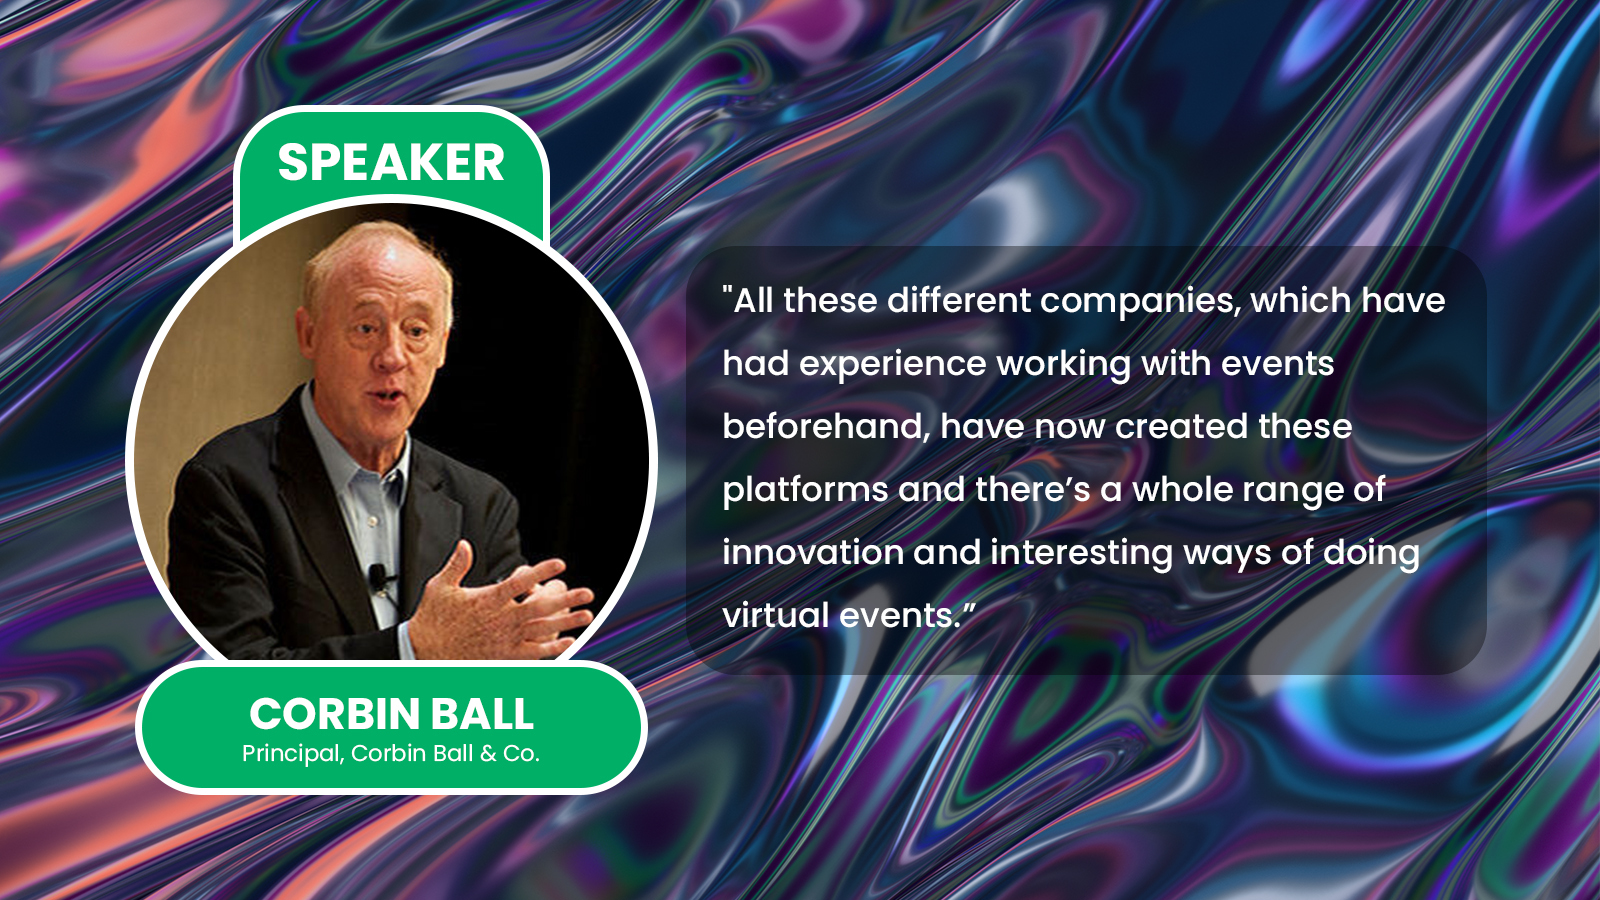 SPEAKER
CORBIN BALL
Principal, Corbin Ball & Co.
"All these different companies, which have
had experience working with events
beforehand, have now created these
platforms and there’s a whole range of
innovation and interesting ways of doing
virtual events.”